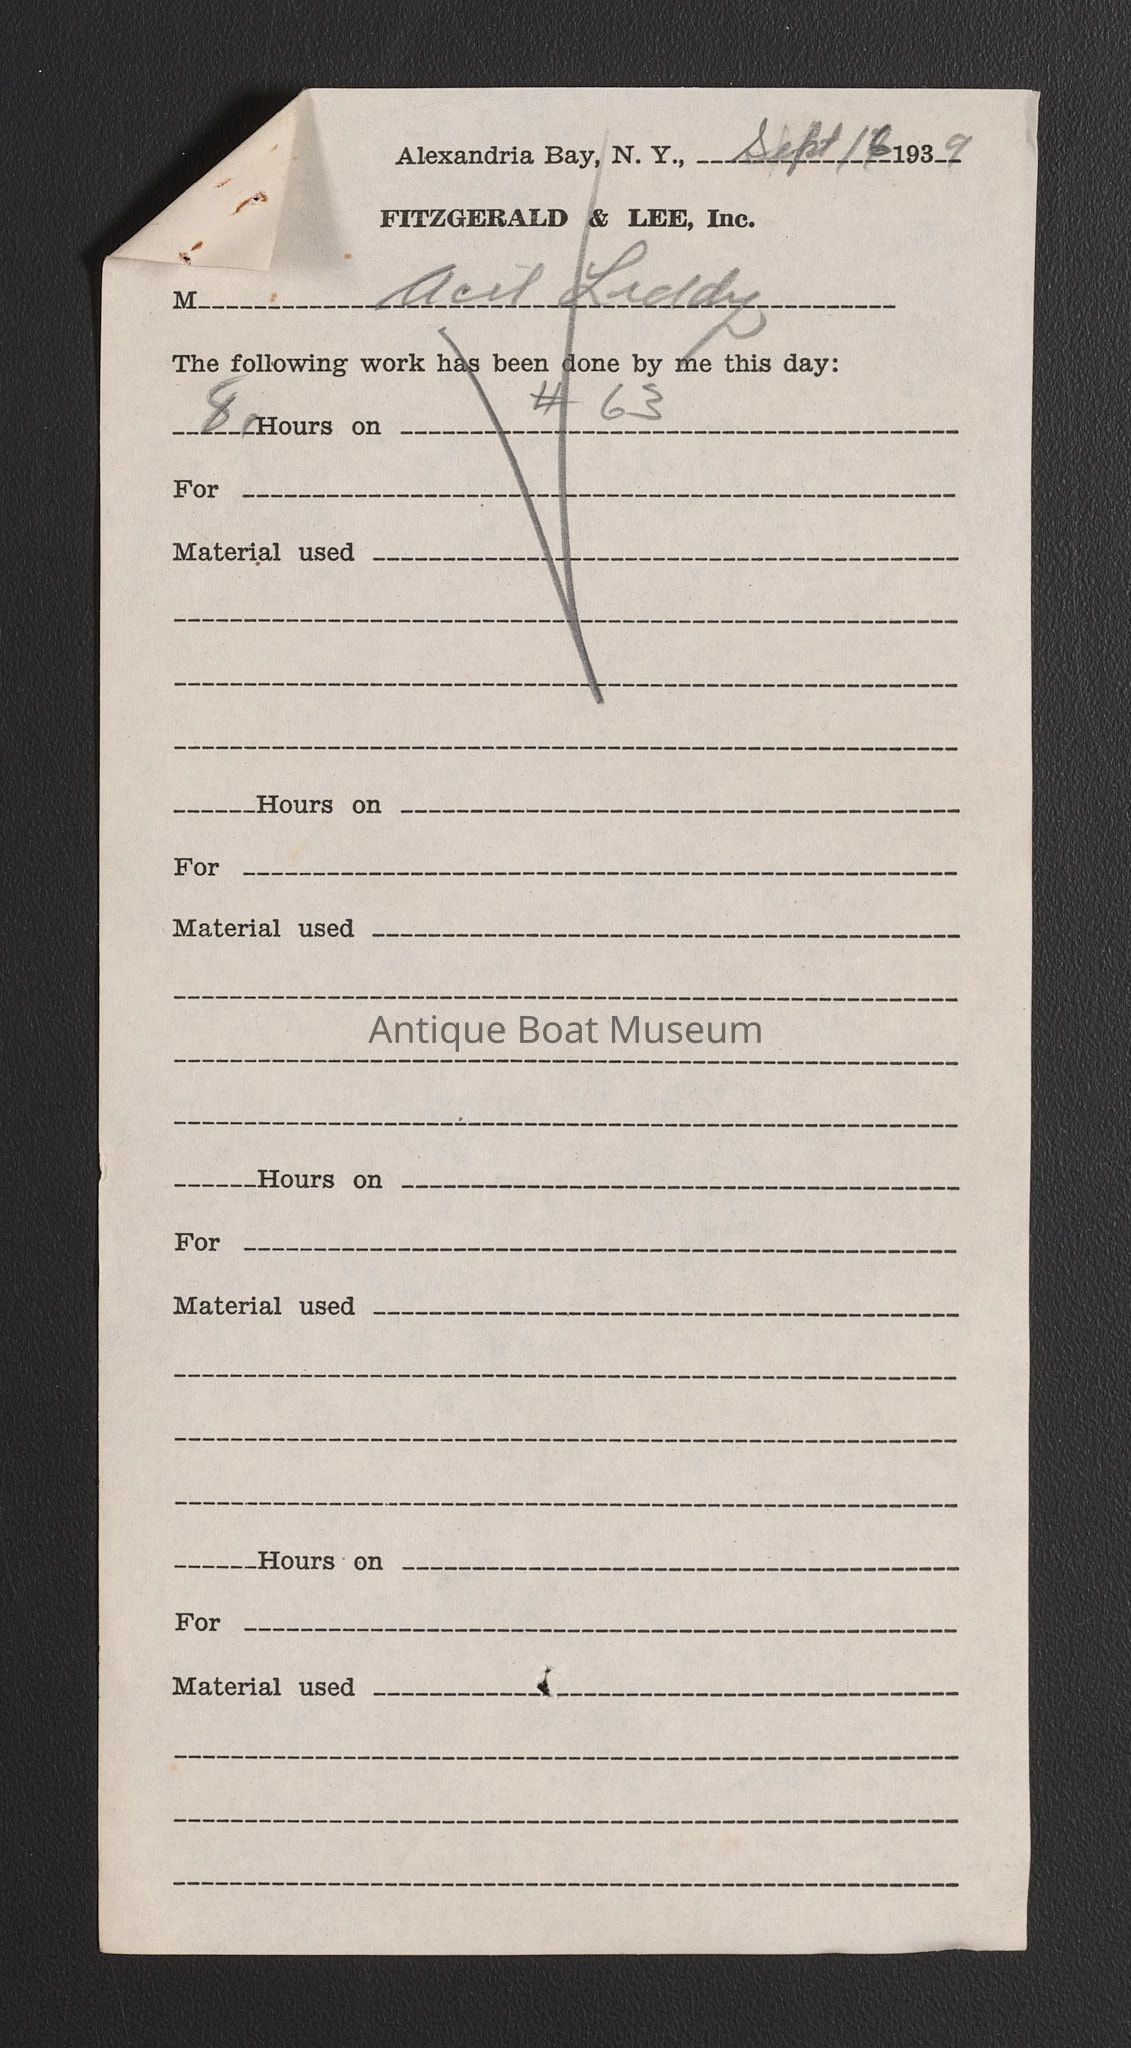 Alexandria Bay, N. Y., Sept 16 1939
FITZGERALD & LEE, Inc.
M Acil Liddy
The following work has been done by me this day:
8 Hours on # 63
For
Material used
Hours on
For
Material used
Antique Boat Museum
Hours on
For
Material used
Hours on
For
Material used